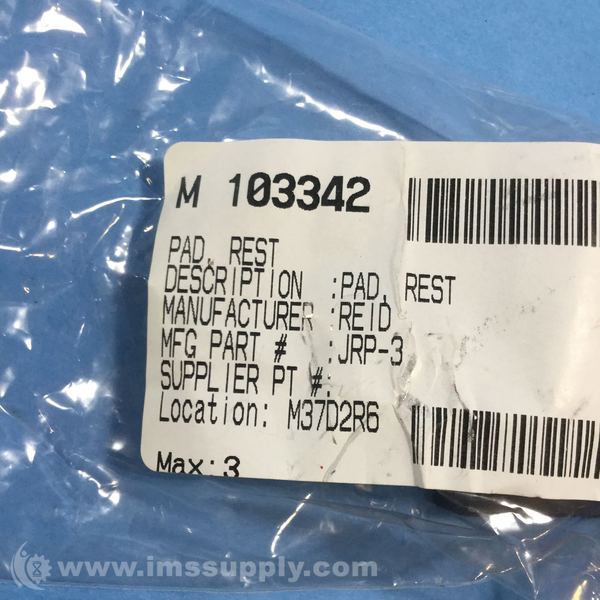 M 103342
PAD, REST
DESCRIPTION :PAD, REST
MANUFACTURER :REID
MFG PART # :JRP-3
SUPPLIER PT #:
Location: M37D2R6
Max: 3
www.imssupply.com